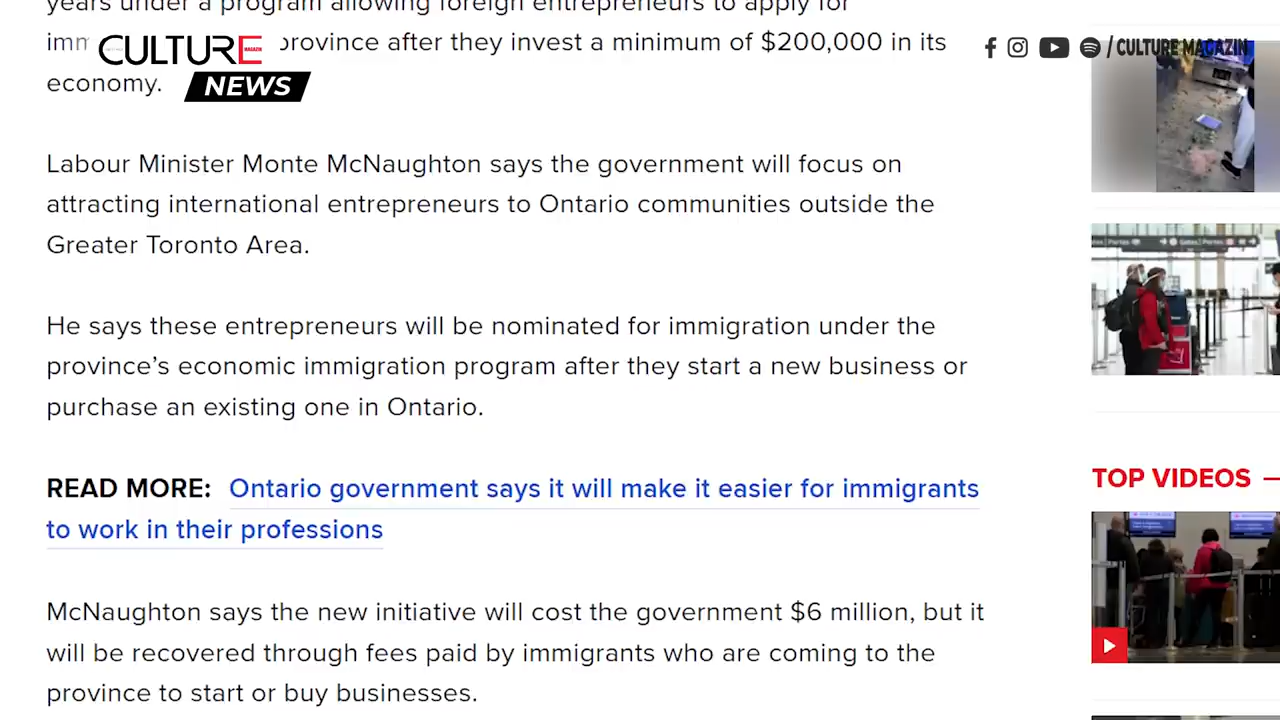 years under a program allowing foreign entrepreneurs to apply for
imm province after they invest a minimum of $200,000 in its
economy.
CULTURE
MAGAZIN
NEWS
/ CULTURE MAGAZIN
Labour Minister Monte McNaughton says the government will focus on
attracting international entrepreneurs to Ontario communities outside the
Greater Toronto Area.
He says these entrepreneurs will be nominated for immigration under the
province’s economic immigration program after they start a new business or
purchase an existing one in Ontario.
READ MORE: Ontario government says it will make it easier for immigrants
to work in their professions
McNaughton says the new initiative will cost the government $6 million, but it
will be recovered through fees paid by immigrants who are coming to the
province to start or buy businesses.
TOP VIDEOS